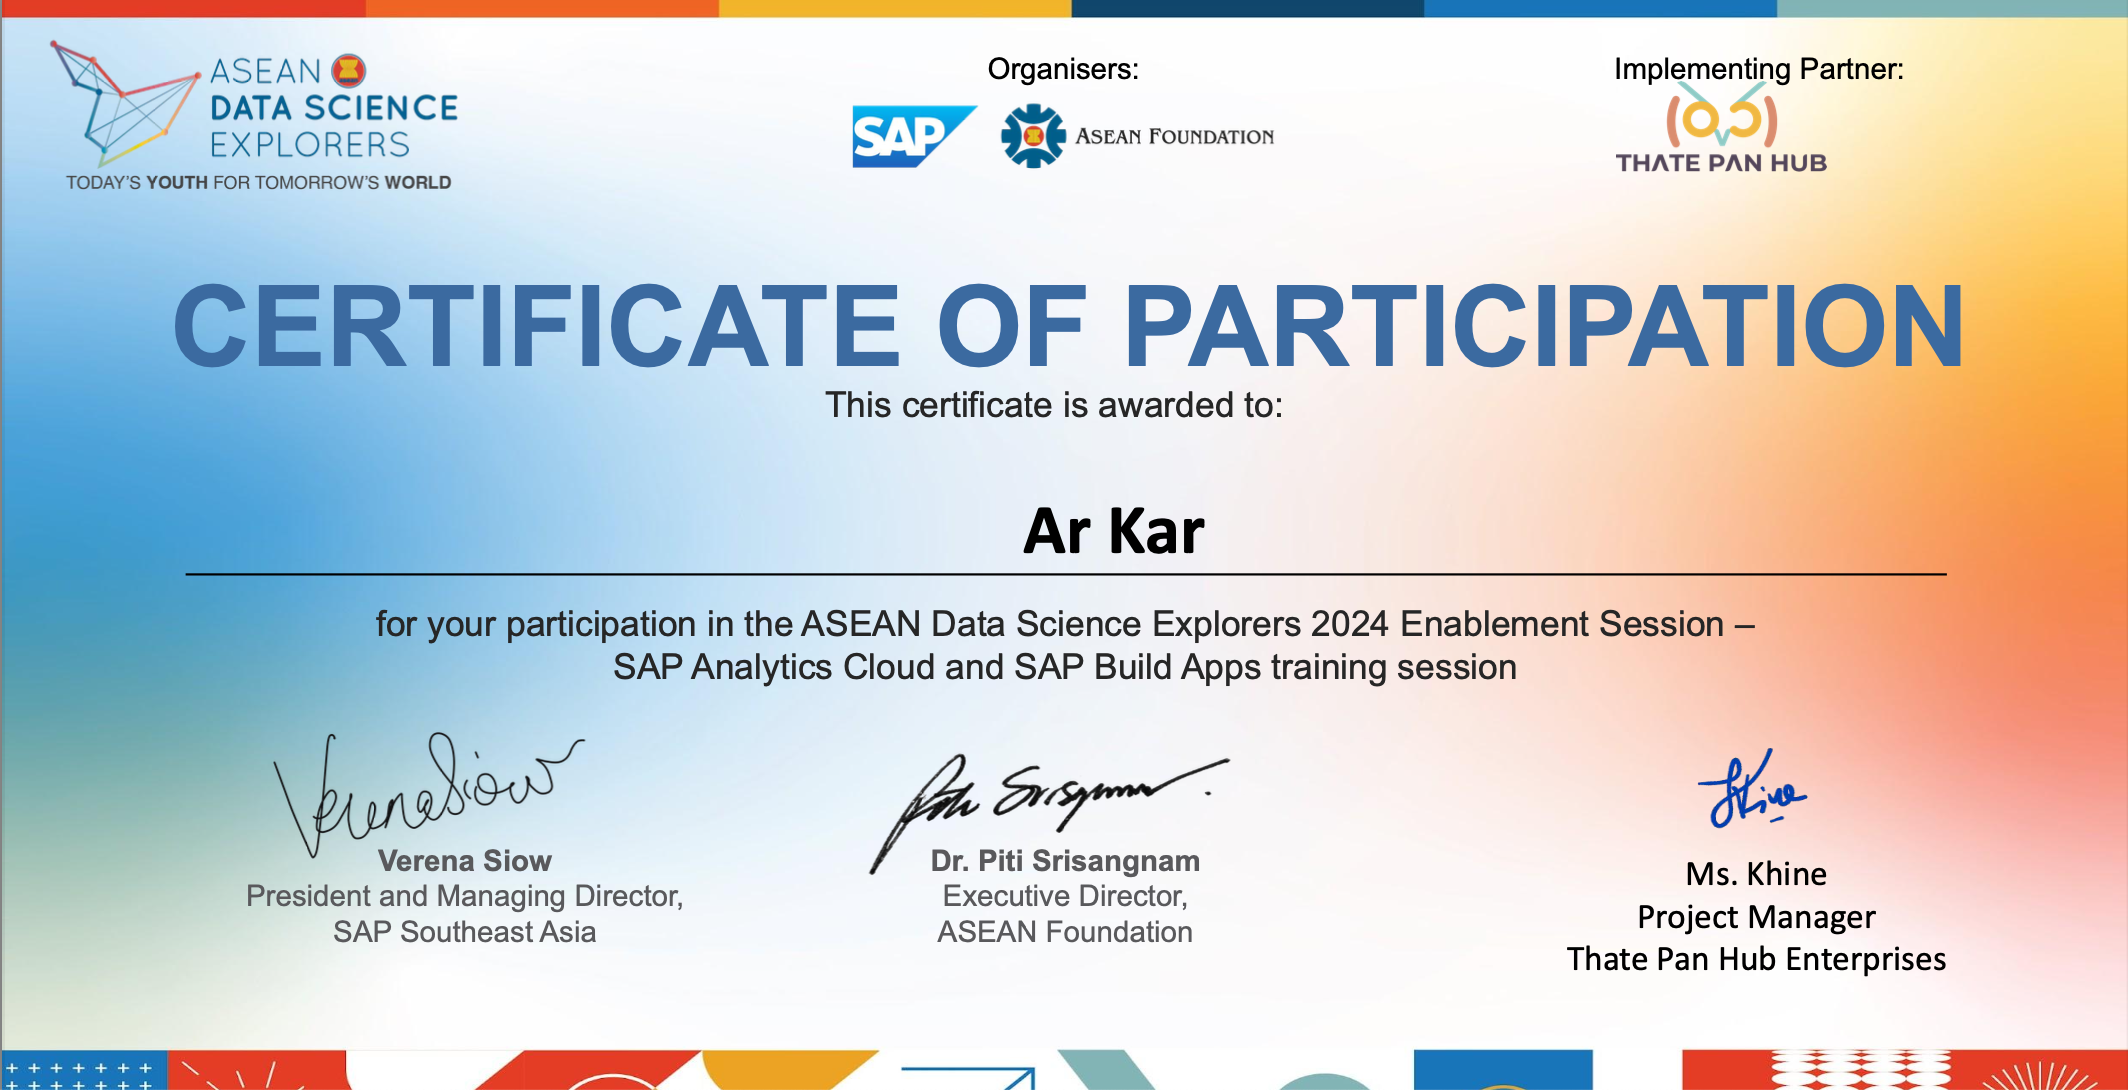 ASEAN
DATA SCIENCE
EXPLORERS
TODAY'S YOUTH FOR TOMORROW'S WORLD
Organisers:
SAP
ASEAN FOUNDATION
Implementing Partner:
THATE PAN HUB
CERTIFICATE OF PARTICIPATION
This certificate is awarded to:
Ar Kar
for your participation in the ASEAN Data Science Explorers 2024 Enablement Session –
SAP Analytics Cloud and SAP Build Apps training session
Verena Siow
Verena Siow
President and Managing Director,
SAP Southeast Asia
Dr. Piti Srisangnam
Executive Director,
ASEAN Foundation
Khine
Ms. Khine
Project Manager
Thate Pan Hub Enterprises